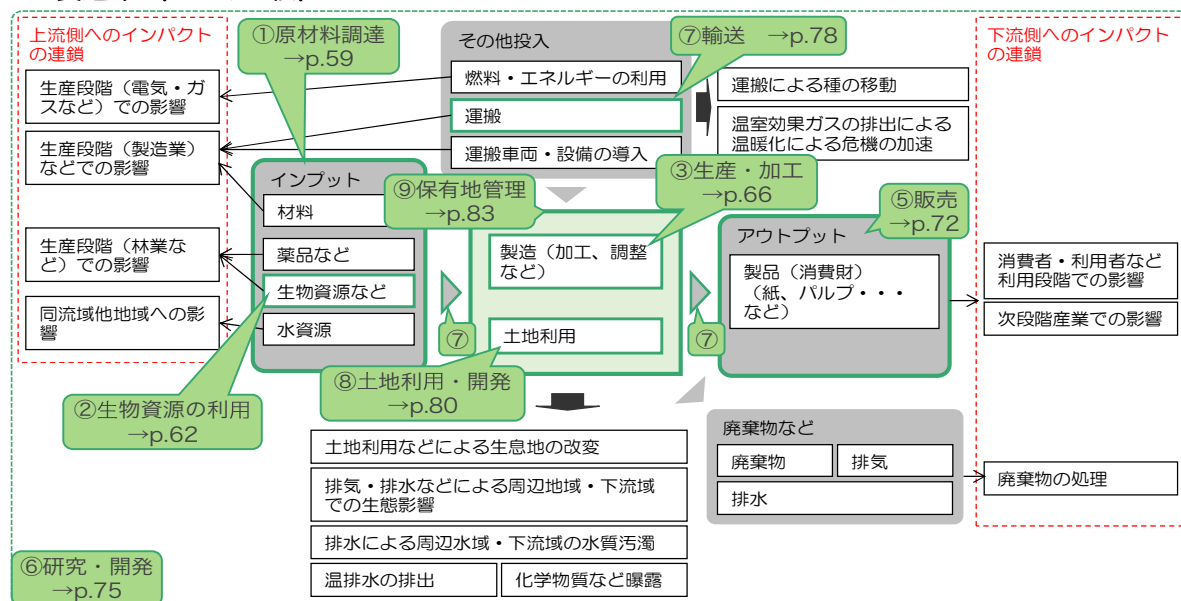 上流側へのインパクト
の連鎖
生産段階（電気・ガ
スなど）での影響
生産段階（製造業）
などでの影響
生産段階（林業な
ど）での影響
同流域他地域への影
響
①原材料調達
→p.59
インプット
材料
薬品など
生物資源など
水資源
②生物資源の利用
→p.62
その他投入
燃料・エネルギーの利用
運搬
運搬車両・設備の導入
⑦輸送 →p.78
運搬による種の移動
温室効果ガスの排出による
温暖化による危機の加速
⑨保有地管理
→p.83
③生産・加工
→p.66
製造（加工、調整
など）
土地利用
⑦
⑦
⑧土地利用・開発
→p.80
⑤販売
→p.72
アウトプット
製品（消費財）
（紙、パルプ・・・
など）
下流側へのインパクト
の連鎖
消費者・利用者など
利用段階での影響
次段階産業での影響
廃棄物の処理
廃棄物など
廃棄物
排気
排水
土地利用などによる生息地の改変
排気・排水などによる周辺地域・下流域
での生態影響
排水による周辺水域・下流域の水質汚濁
温排水の排出
化学物質など曝露
⑥研究・開発
→p.75